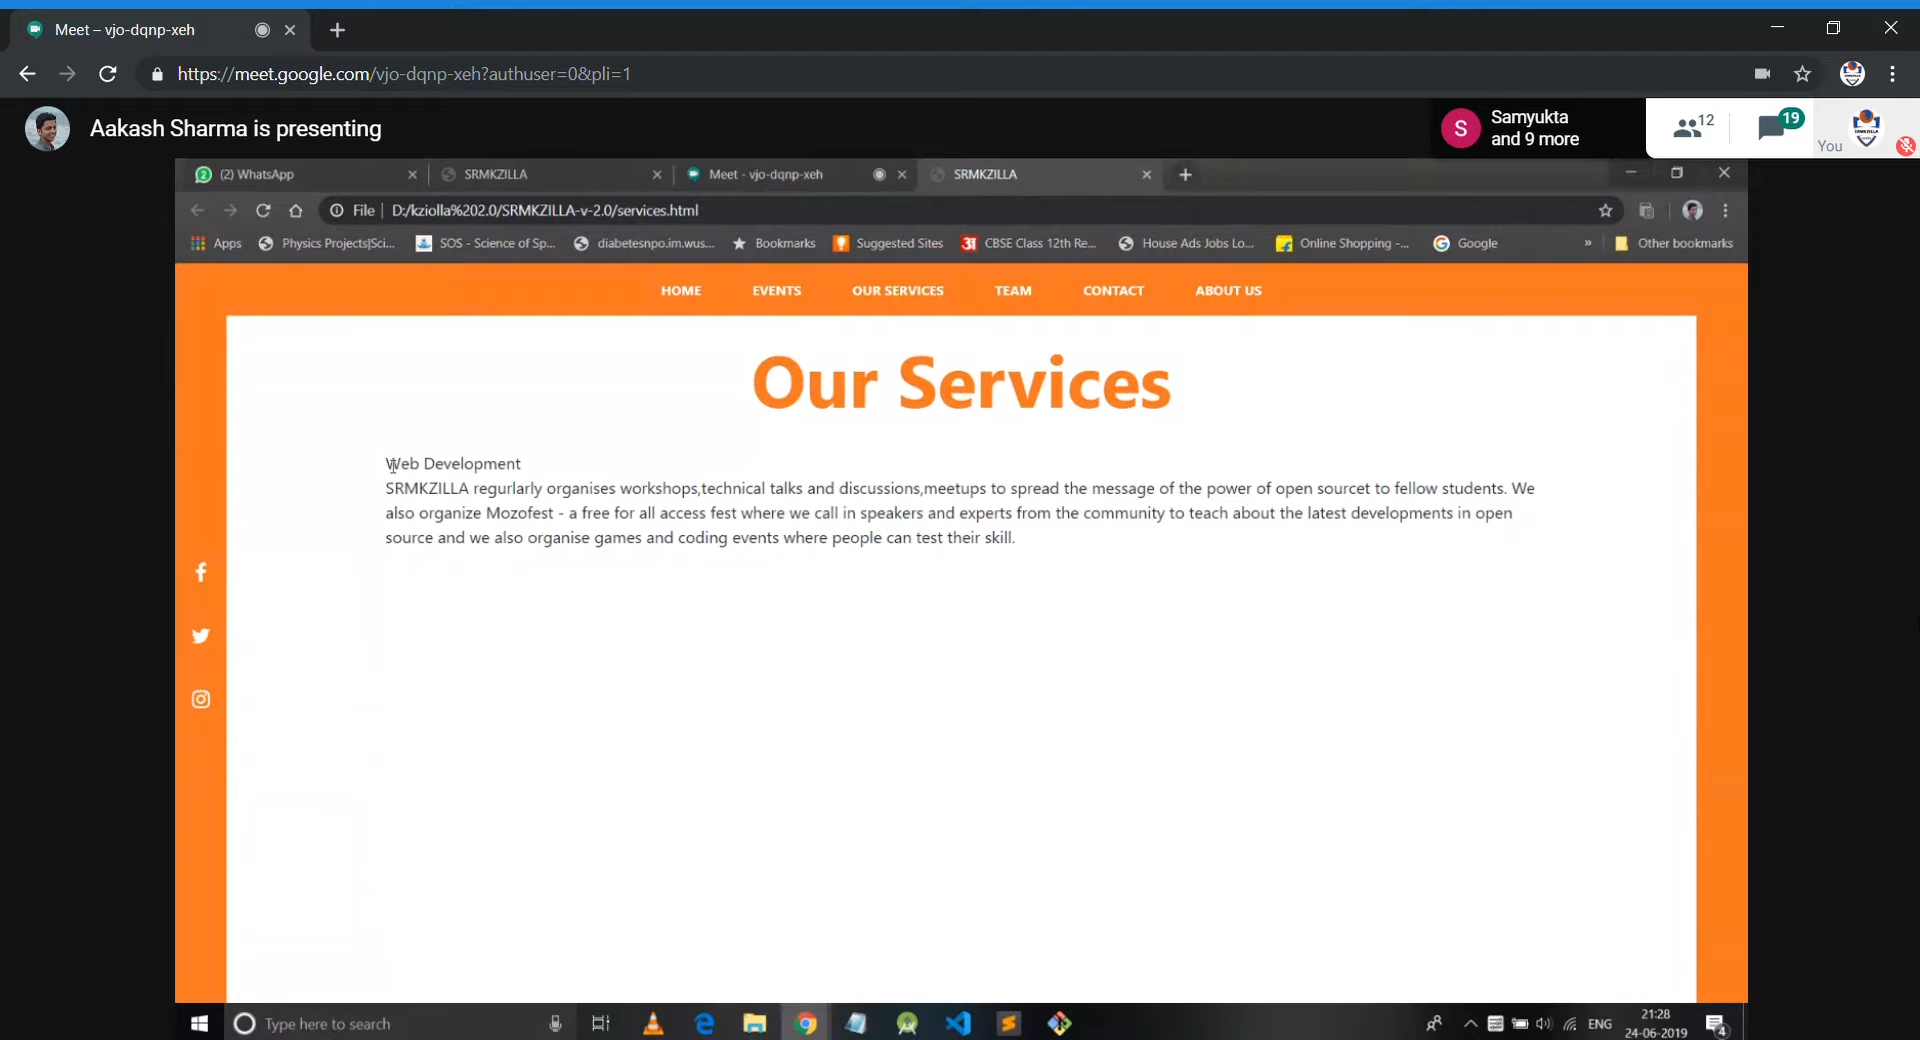 Meet – vjo-dqnp-xeh
https://meet.google.com/vjo-dqnp-xeh?authuser=0&pli=1
Aakash Sharma is presenting
S
Samyukta
and 9 more
12
19
You
(2) WhatsApp
SRMKZILLA
Meet - vjo-dqnp-xeh
SRMKZILLA
File D:/kziolla%202.0/SRMKZILLA-v-2.0/services.html
Apps
Physics Projects|Sci...
SOS - Science of Sp...
diabetesnpo.im.wus...
Bookmarks
Suggested Sites
CBSE Class 12th Re...
House Ads Jobs Lo...
Online Shopping -...
Google
»
Other bookmarks
HOME
EVENTS
OUR SERVICES
TEAM
CONTACT
ABOUT US
Our Services
Web Development
SRMKZILLA regurlarly organises workshops,technical talks and discussions,meetups to spread the message of the power of open sourcet to fellow students. We
also organize Mozofest - a free for all access fest where we call in speakers and experts from the community to teach about the latest developments in open
source and we also organise games and coding events where people can test their skill.
Type here to search
ENG
21:28
24-06-2019
4